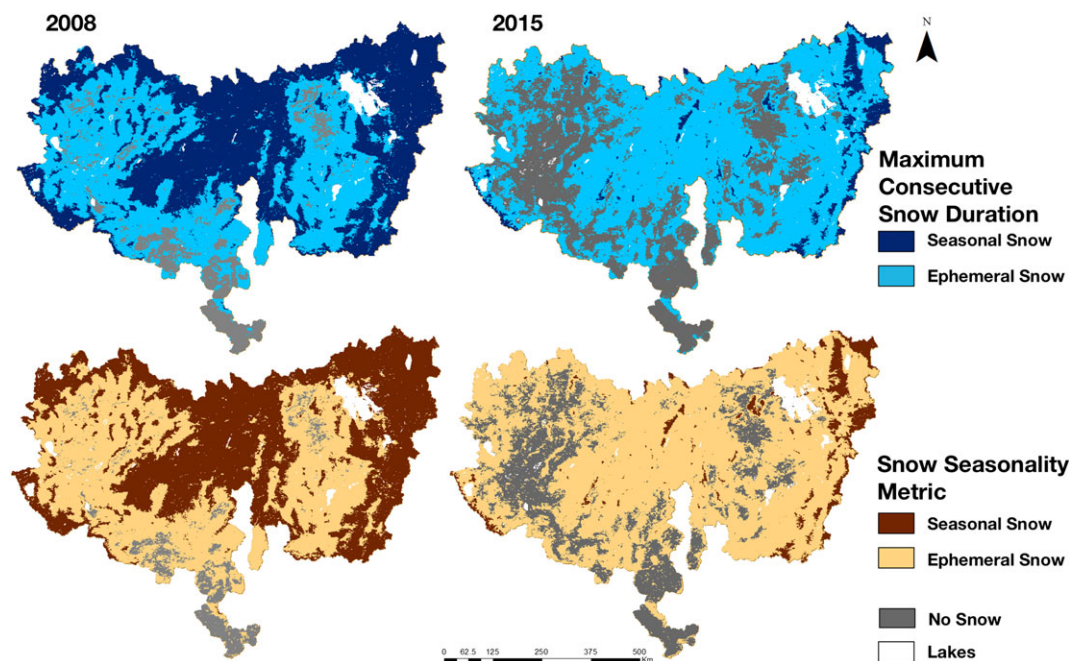 2008
2015
N
Maximum
Consecutive
Snow Duration
Seasonal Snow
Ephemeral Snow
Snow Seasonality
Metric
Seasonal Snow
Ephemeral Snow
No Snow
Lakes
0 62.5 125 250 375 500
Km